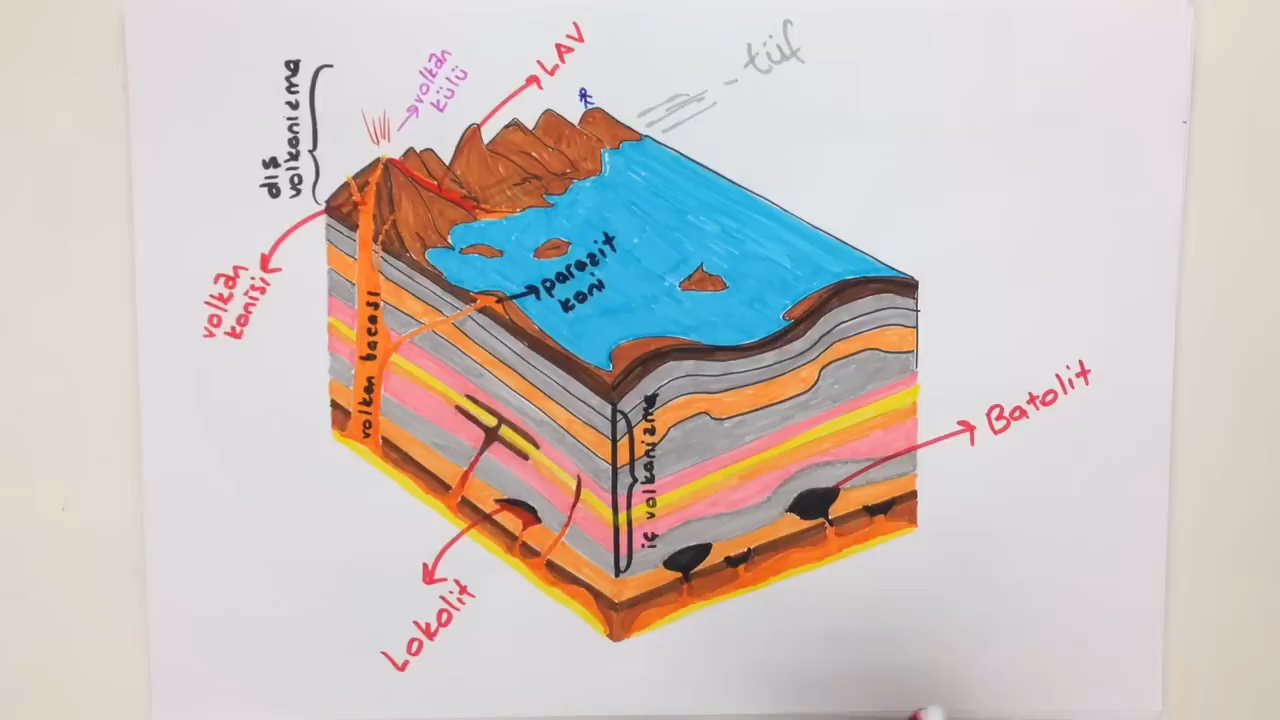 dış
volkanizma
volkan
külü
LAV
tüf
volkan
konisi
volkan bacası
parazit
koni
iç volkanizma
Batolit
Lokolit